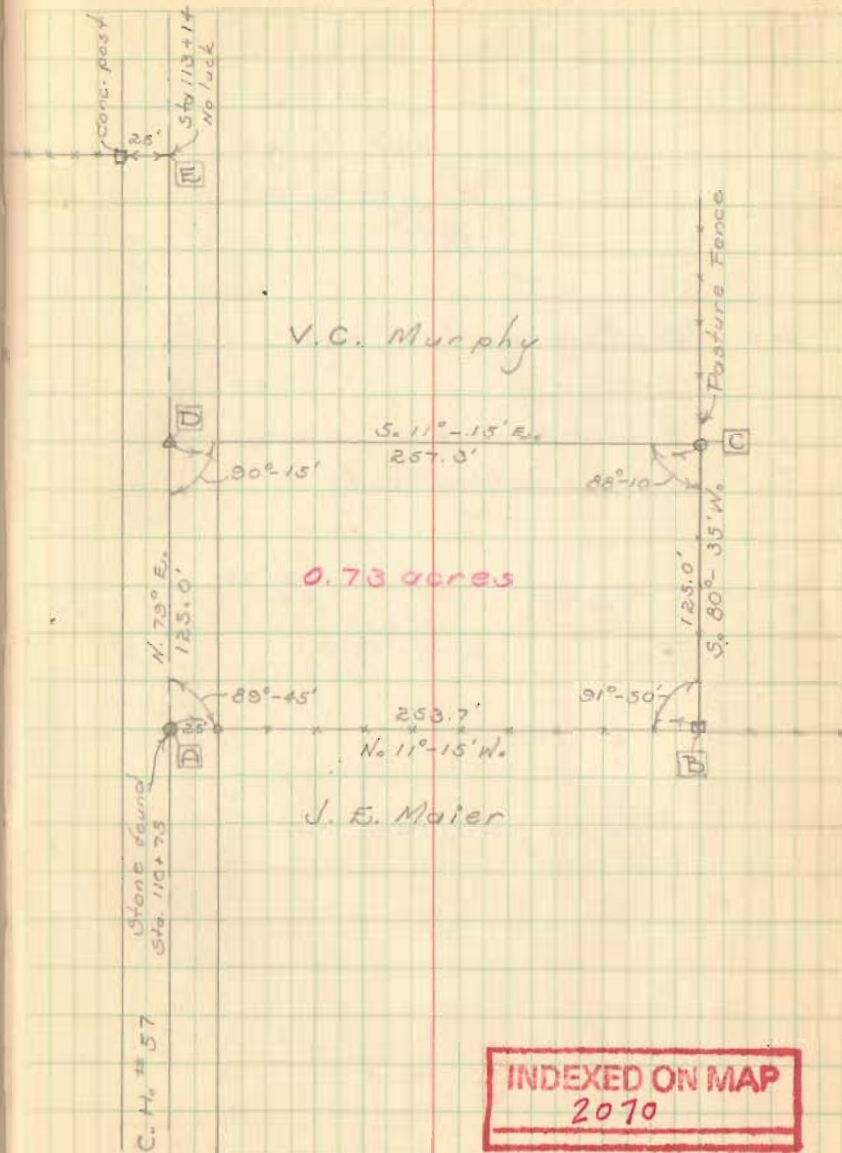 Conc. post
Sta 113+14
No luck
25'
E
V.C. Murphy
Pasture Fence
S. 11°-15' E.
257.3'
C
90°-15'
88°-10
N. 79° E.
125.0'
0.73 acres
125.0'
S. 80°-35' W.
89°-45'
91°-50'
25'
253.7'
N. 11°-15' W.
D
B
Stone found
Sta. 110+75
J. E. Maier
C. H. # 57
INDEXED ON MAP
2070